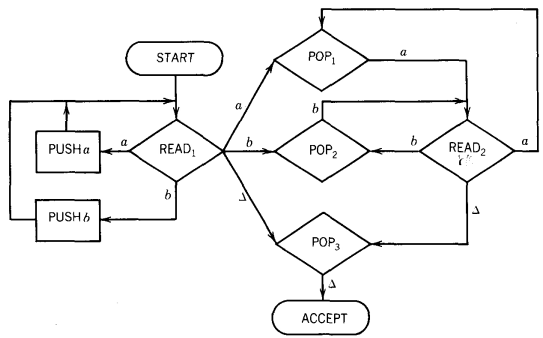 START
POP₁
a
a
b
PUSH a
a
READ₁
b
POP₂
b
READ₂
a
b
Δ
Δ
PUSH b
POP₃
Δ
ACCEPT